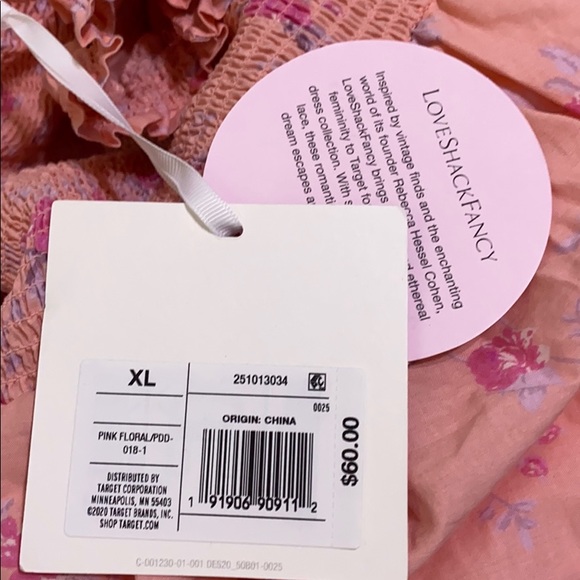 LOVESHACKFANCY
Inspired by vintage finds and the enchanting
world of its founder Rebecca Hessel Cohen,
LoveShackFancy brings
femininity to Target fo
dress collection. With s
lace, these romanti
dream escapes a
d ethereal
XL
251013034
0025
PINK FLORAL/PDD-
018-1
ORIGIN: CHINA
$60.00
DISTRIBUTED BY
TARGET CORPORATION
MINNEAPOLIS, MN 55403
©2020 TARGET BRANDS, INC.
SHOP TARGET.COM
1 91906 90911 2
C-001230-01-001 DES20_50801-0025